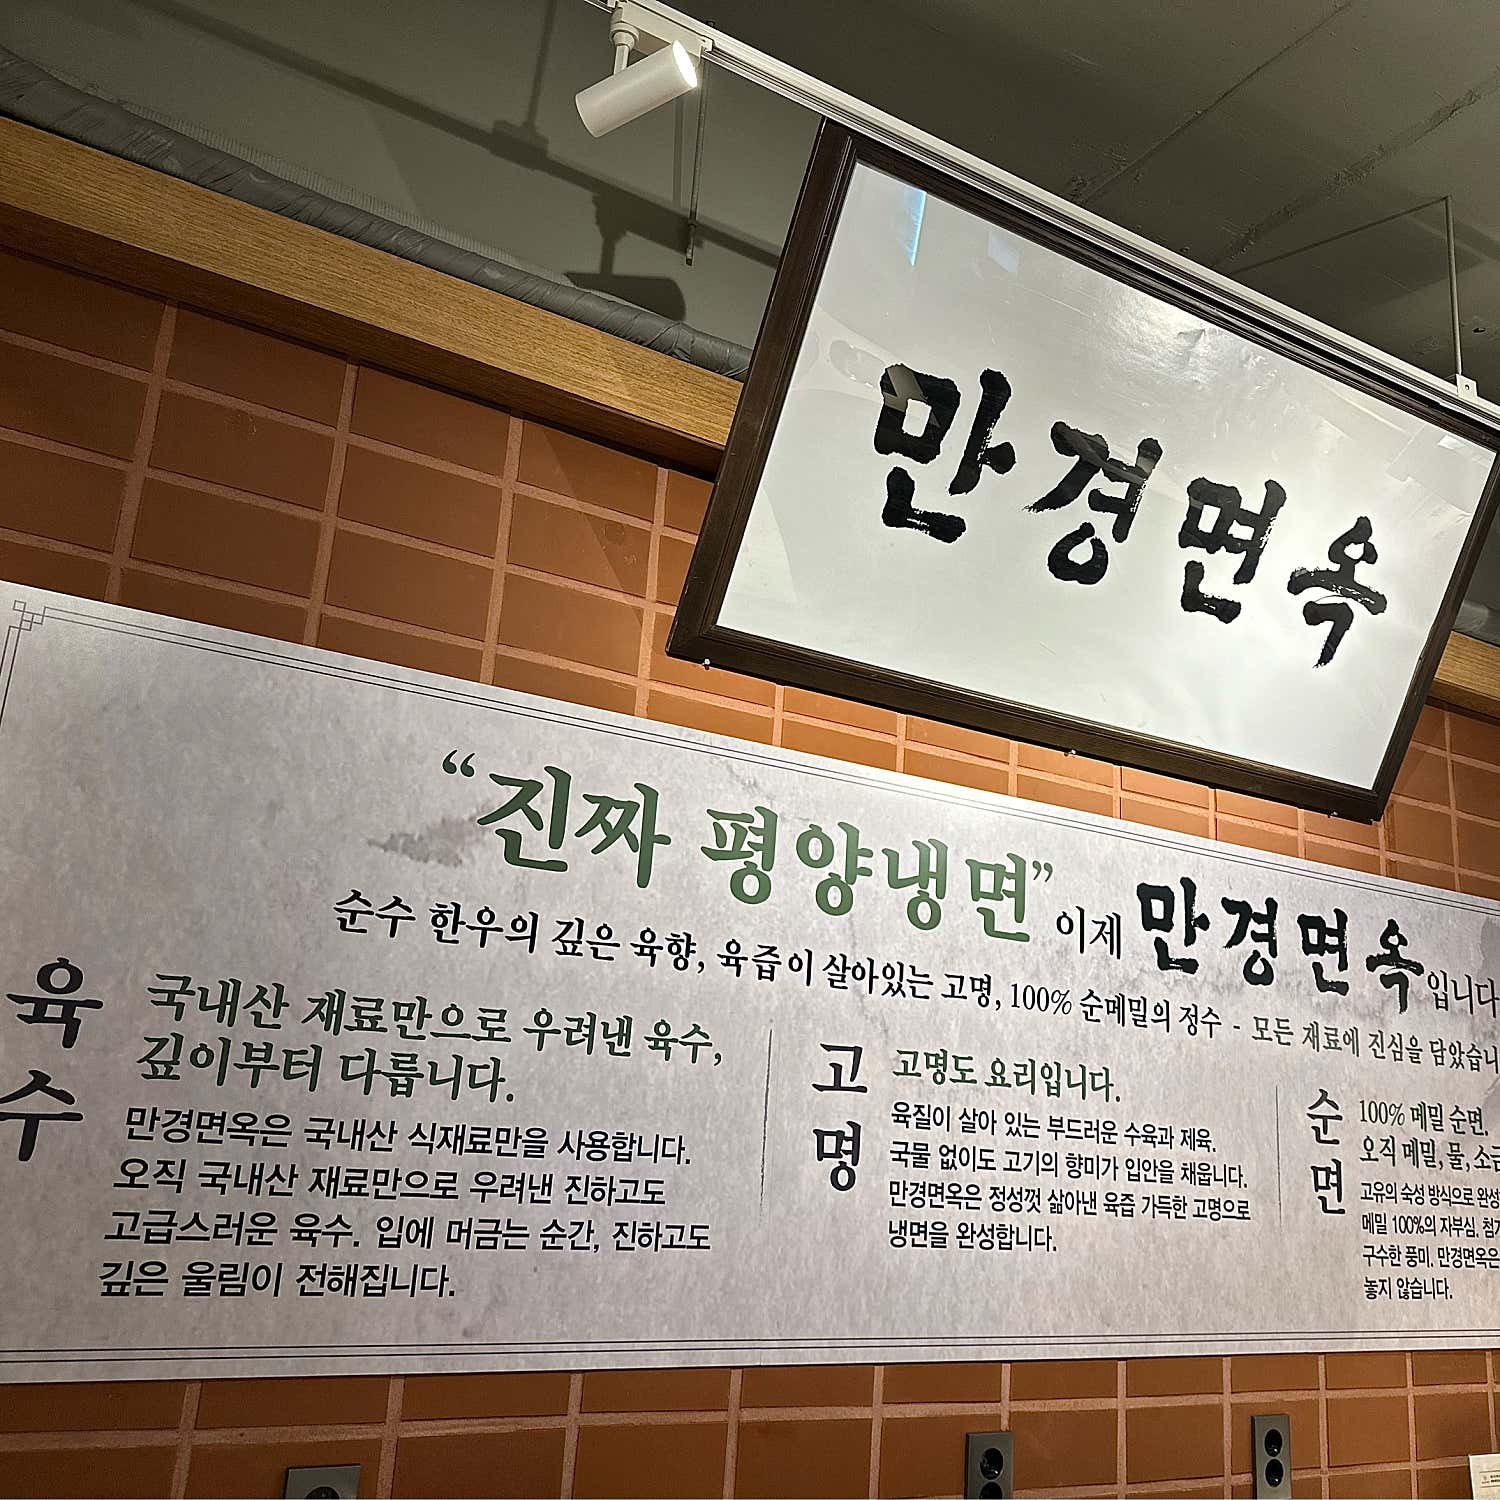 만경면옥
“진짜 평양냉면” 이제 만경면옥입니다
순수 한우의 깊은 육향, 육즙이 살아있는 고명, 100% 순메밀의 정수 - 모든 재료에 진심을 담았습니
육수
국내산 재료만으로 우려낸 육수,
깊이부터 다릅니다.
만경면옥은 국내산 식재료만을 사용합니다.
오직 국내산 재료만으로 우려낸 진하고도
고급스러운 육수. 입에 머금는 순간, 진하고도
깊은 울림이 전해집니다.
고명
고명도 요리입니다.
육질이 살아 있는 부드러운 수육과 제육.
국물 없이도 고기의 향미가 입안을 채웁니다.
만경면옥은 정성껏 삶아낸 육즙 가득한 고명으로
냉면을 완성합니다.
순면
100% 메밀 순면,
오직 메밀, 물, 소금
고유의 숙성 방식으로 완성
메밀 100%의 자부심. 첨가
구수한 풍미. 만경면옥은
놓지 않습니다.